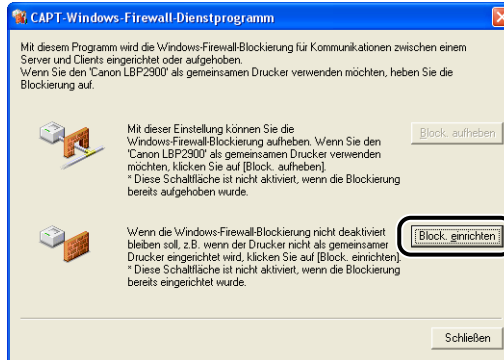 CAPT-Windows-Firewall-Dienstprogramm
Mit diesem Programm wird die Windows-Firewall-Blockierung für Kommunikationen zwischen einem
Server und Clients eingerichtet oder aufgehoben.
Wenn Sie den 'Canon LBP2900' als gemeinsamen Drucker verwenden möchten, heben Sie die
Blockierung auf.
Mit dieser Einstellung können Sie die
Windows-Firewall-Blockierung aufheben. Wenn Sie den
'Canon LBP2900' als gemeinsamen Drucker verwenden
möchten, klicken Sie auf [Block. aufheben].
* Diese Schaltfläche ist nicht aktiviert, wenn die Blockierung
bereits aufgehoben wurde.
Block. aufheben
Wenn die Windows-Firewall-Blockierung nicht deaktiviert
bleiben soll, z.B. wenn der Drucker nicht als gemeinsamer
Drucker eingerichtet wird, klicken Sie auf [Block. einrichten].
* Diese Schaltfläche ist nicht aktiviert, wenn die Blockierung
bereits eingerichtet wurde.
Block. einrichten
Schließen